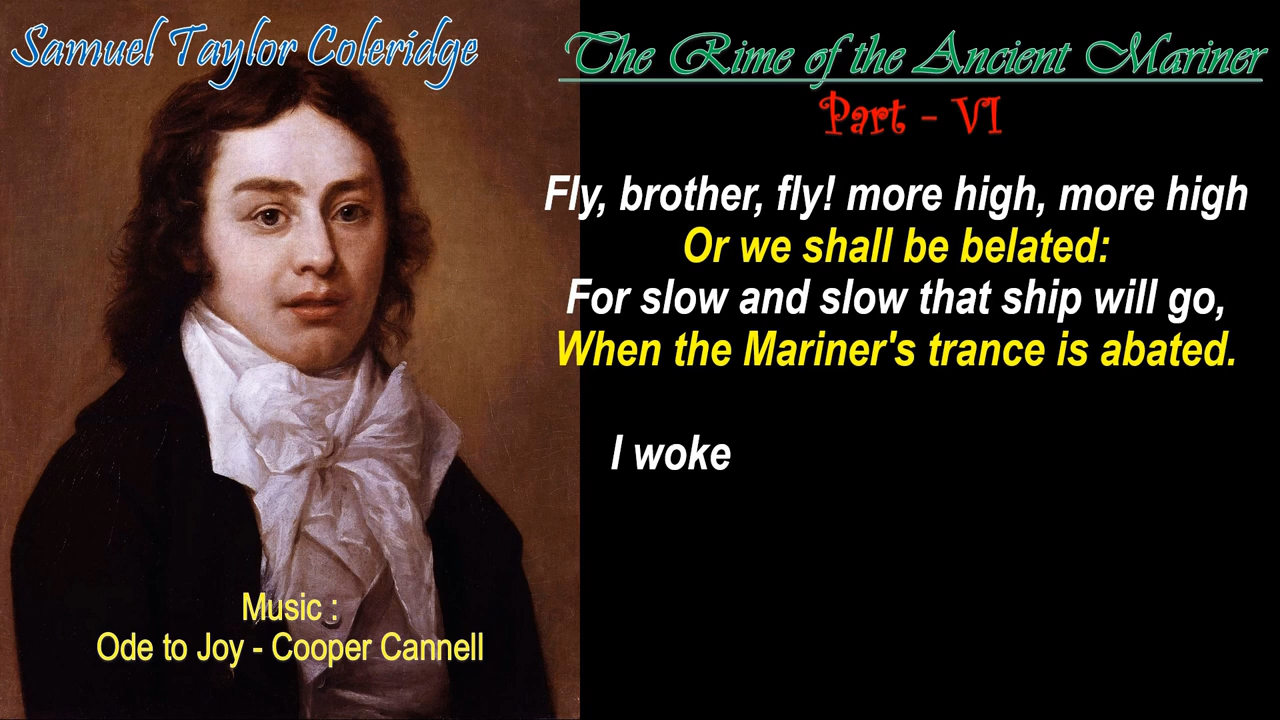 Samuel Taylor Coleridge
The Rime of the Ancient Mariner
Part - VI
Fly, brother, fly! more high, more high
Or we shall be belated:
For slow and slow that ship will go,
When the Mariner's trance is abated.
I woke
Music :
Ode to Joy - Cooper Cannell